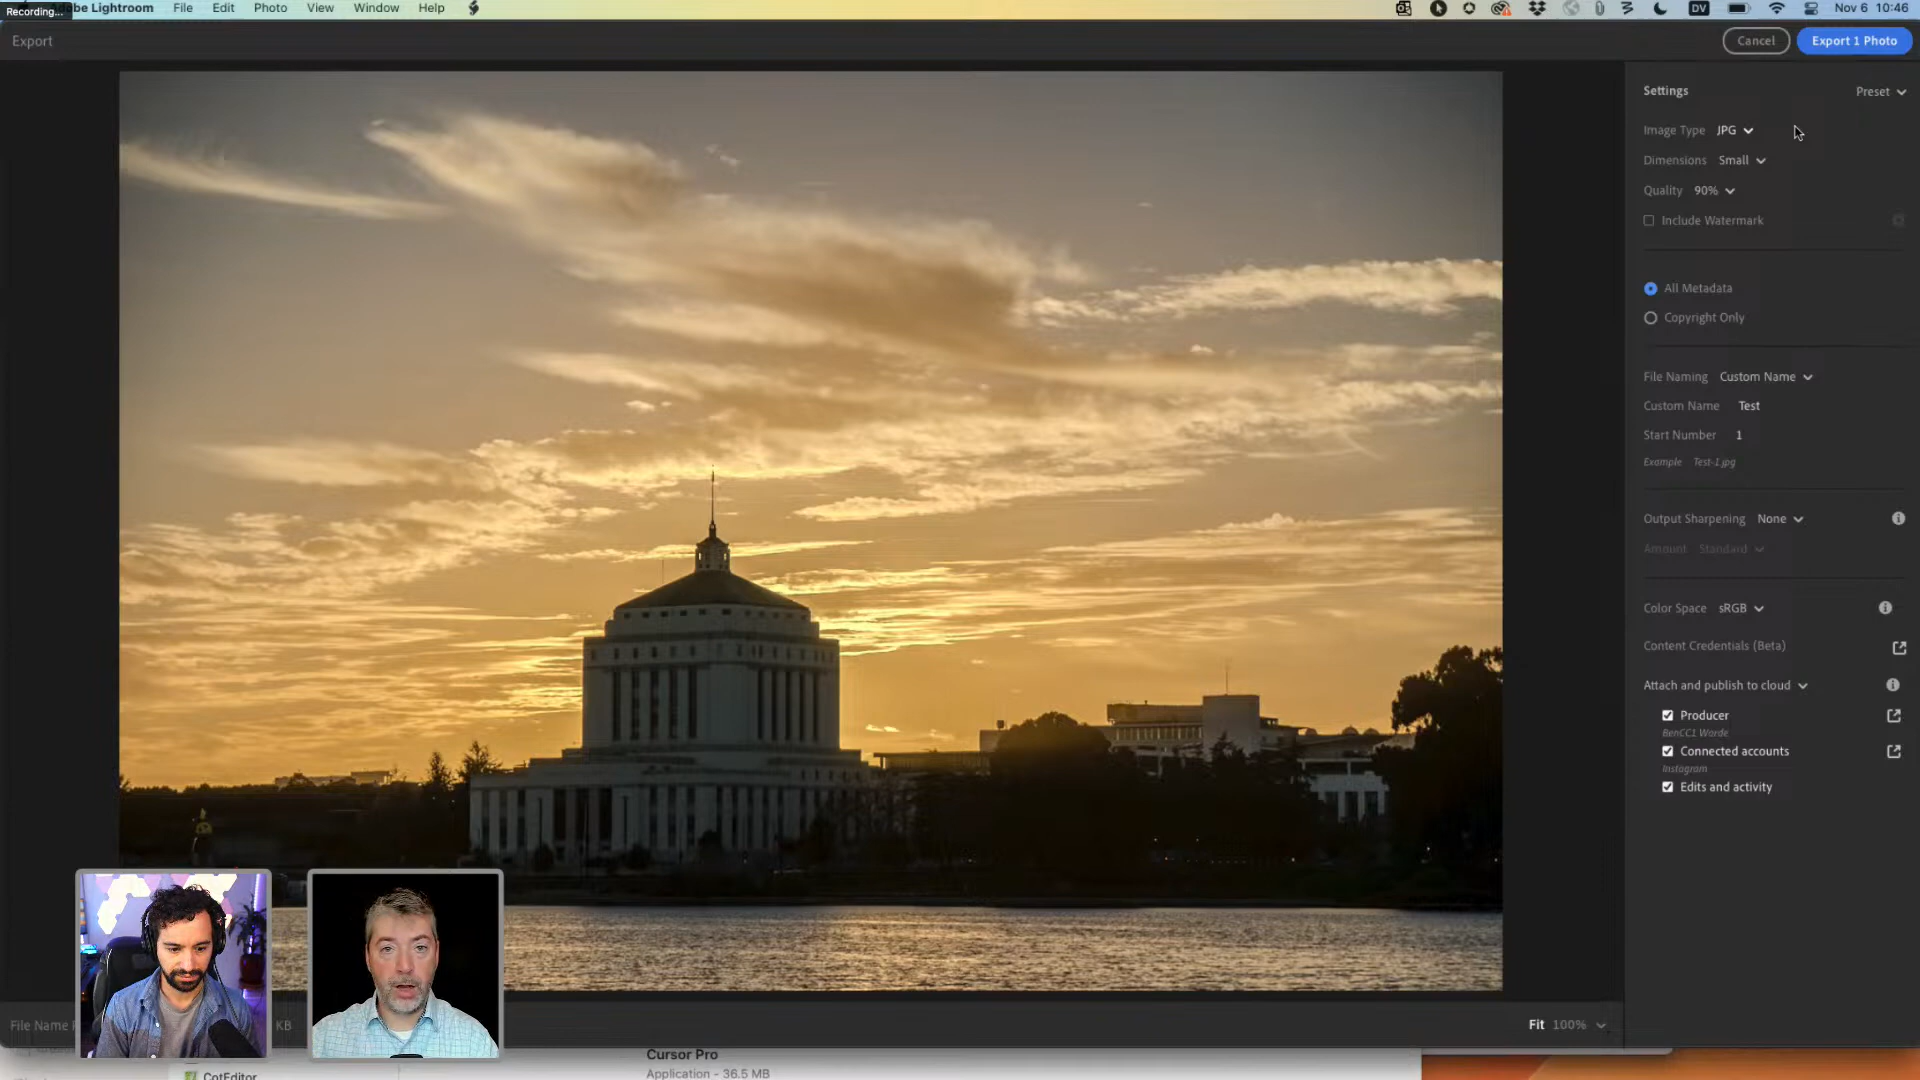 Recording...
Adobe Lightroom File Edit Photo View Window Help
DV Nov 6 10:46
Export
Cancel
Export 1 Photo
Settings
Preset
Image Type JPG
Dimensions Small
Quality 90%
Include Watermark
All Metadata
Copyright Only
File Naming Custom Name
Custom Name Test
Start Number 1
Example Test-1.jpg
Output Sharpening None
Amount Standard
Color Space sRGB
Content Credentials (Beta)
Attach and publish to cloud
Producer
BenCC1 Worde
Connected accounts
Instagram
Edits and activity
File Name
KB
Fit 100%
Cursor Pro
Application - 36.5 MB
CotEditor